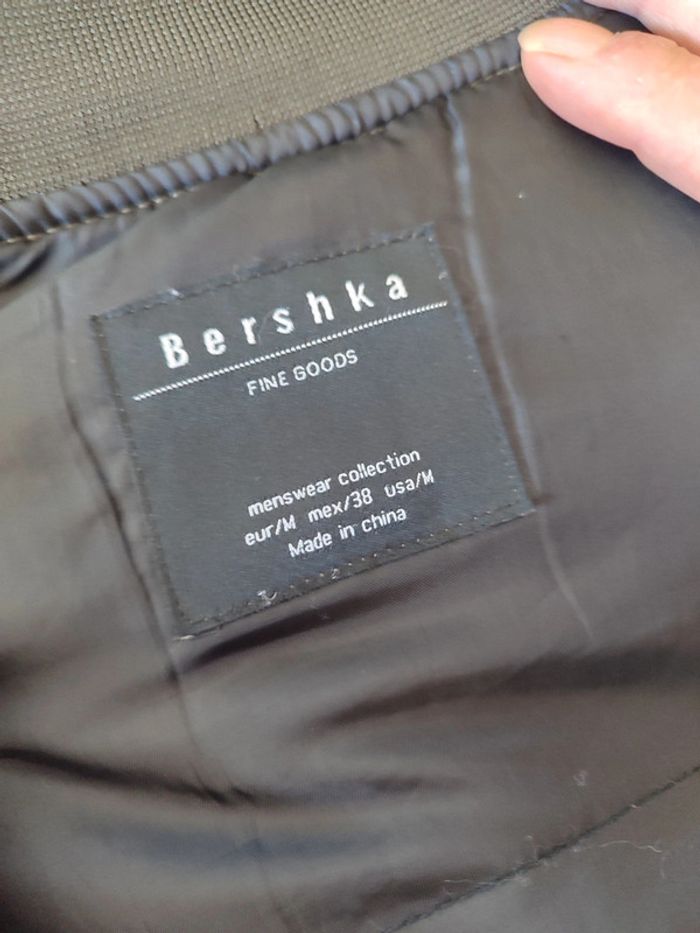 Bershka
FINE GOODS
menswear collection
eur/M mex/38 usa/M
Made in china